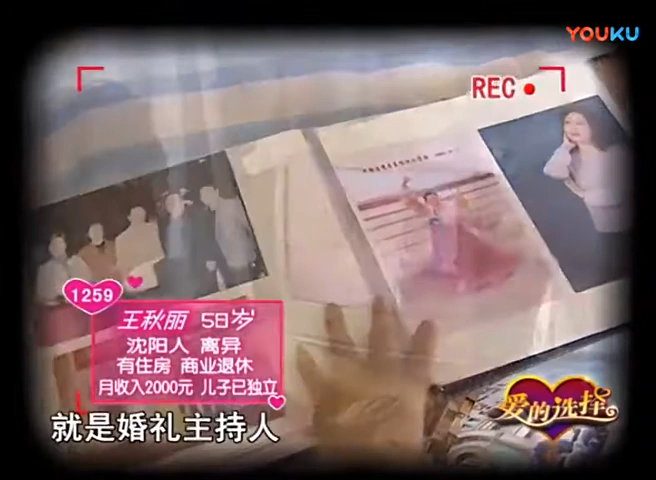 YOUKU
REC
1259
王秋丽 58岁
沈阳人 离异
有住房 商业退休
月收入2000元 儿子已独立
爱的选择
就是婚礼主持人